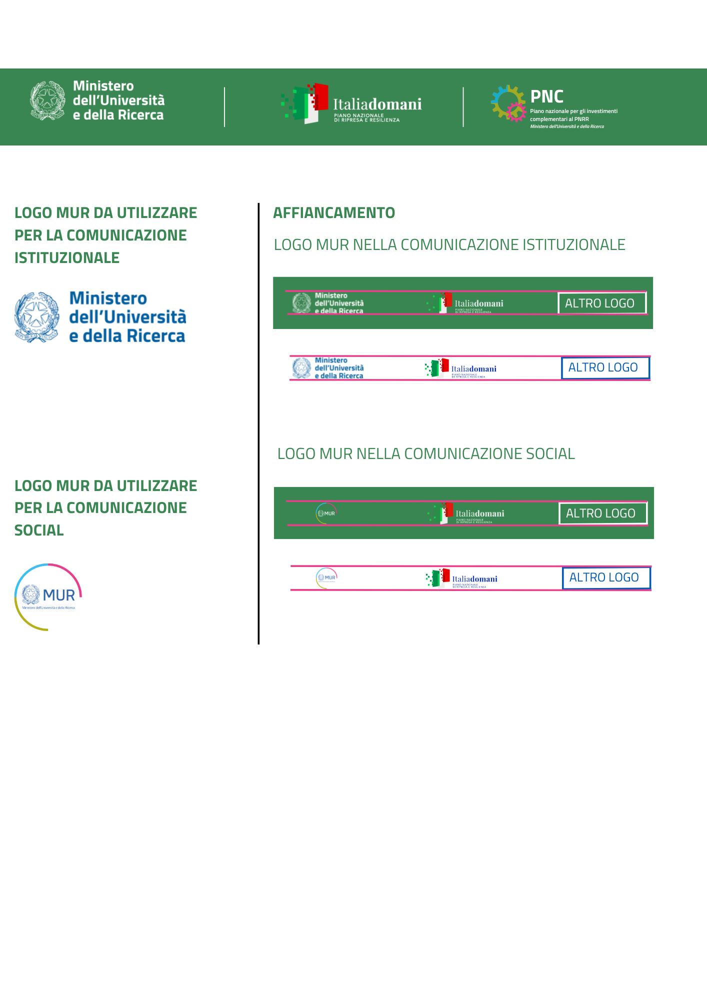 Ministero
dell'Università
e della Ricerca
Italiadomani
PIANO NAZIONALE
DI RIPRESA E RESILIENZA
PNC
Piano nazionale per gli investimenti
complementari al PNRR
Ministero dell'Università e della Ricerca
LOGO MUR DA UTILIZZARE
PER LA COMUNICAZIONE
ISTITUZIONALE
REPVBBLICA ITALIANA
Ministero
dell'Università
e della Ricerca
LOGO MUR DA UTILIZZARE
PER LA COMUNICAZIONE
SOCIAL
MUR
Ministero dell'Università e della Ricerca
AFFIANCAMENTO
LOGO MUR NELLA COMUNICAZIONE ISTITUZIONALE
Ministero
dell'Università
e della Ricerca
Italiadomani
PIANO NAZIONALE
DI RIPRESA E RESILIENZA
ALTRO LOGO
Ministero
dell'Università
e della Ricerca
Italiadomani
PIANO NAZIONALE
DI RIPRESA E RESILIENZA
ALTRO LOGO
LOGO MUR NELLA COMUNICAZIONE SOCIAL
MUR
Italiadomani
PIANO NAZIONALE
DI RIPRESA E RESILIENZA
ALTRO LOGO
MUR
Italiadomani
PIANO NAZIONALE
DI RIPRESA E RESILIENZA
ALTRO LOGO